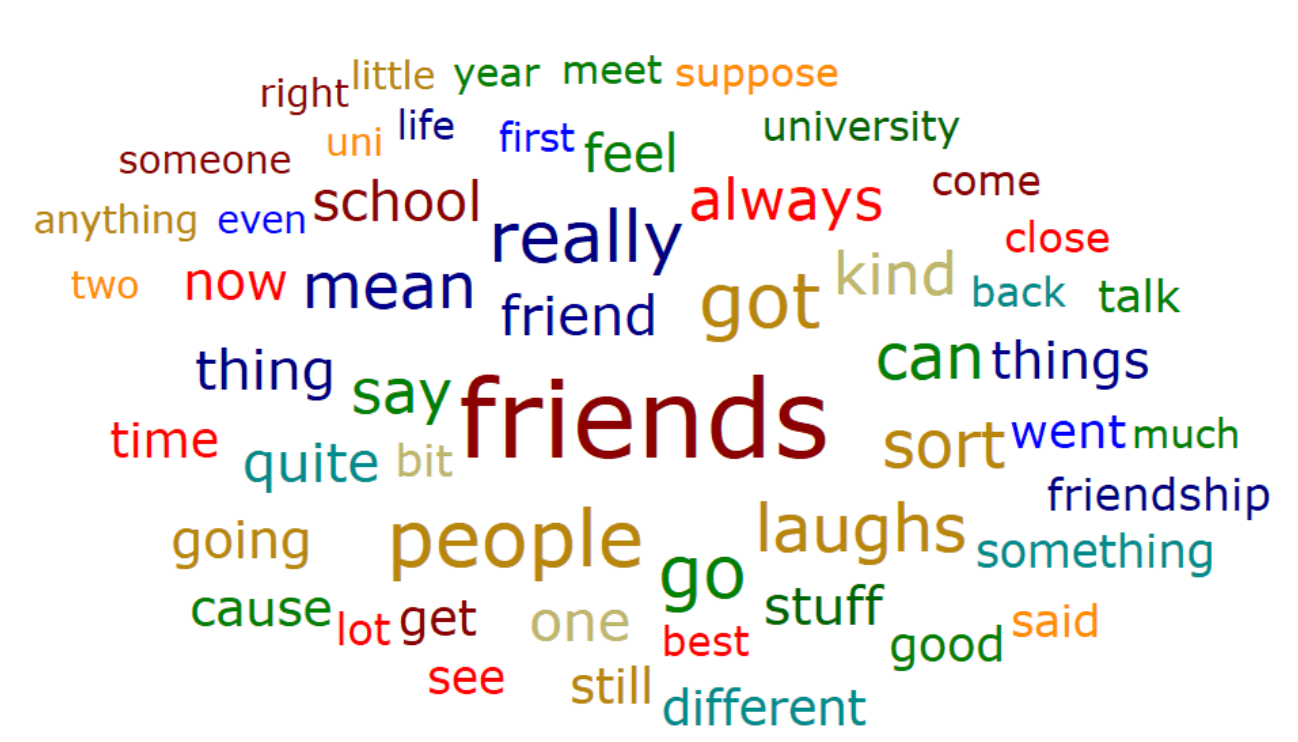 right little year meet suppose
uni life first feel university
someone school always come
anything even really close
two now mean friend got kind back talk
thing say friends can things
time quite bit sort went much
friendship
going people laughs something
cause lot get one go stuff said
best good
see still different